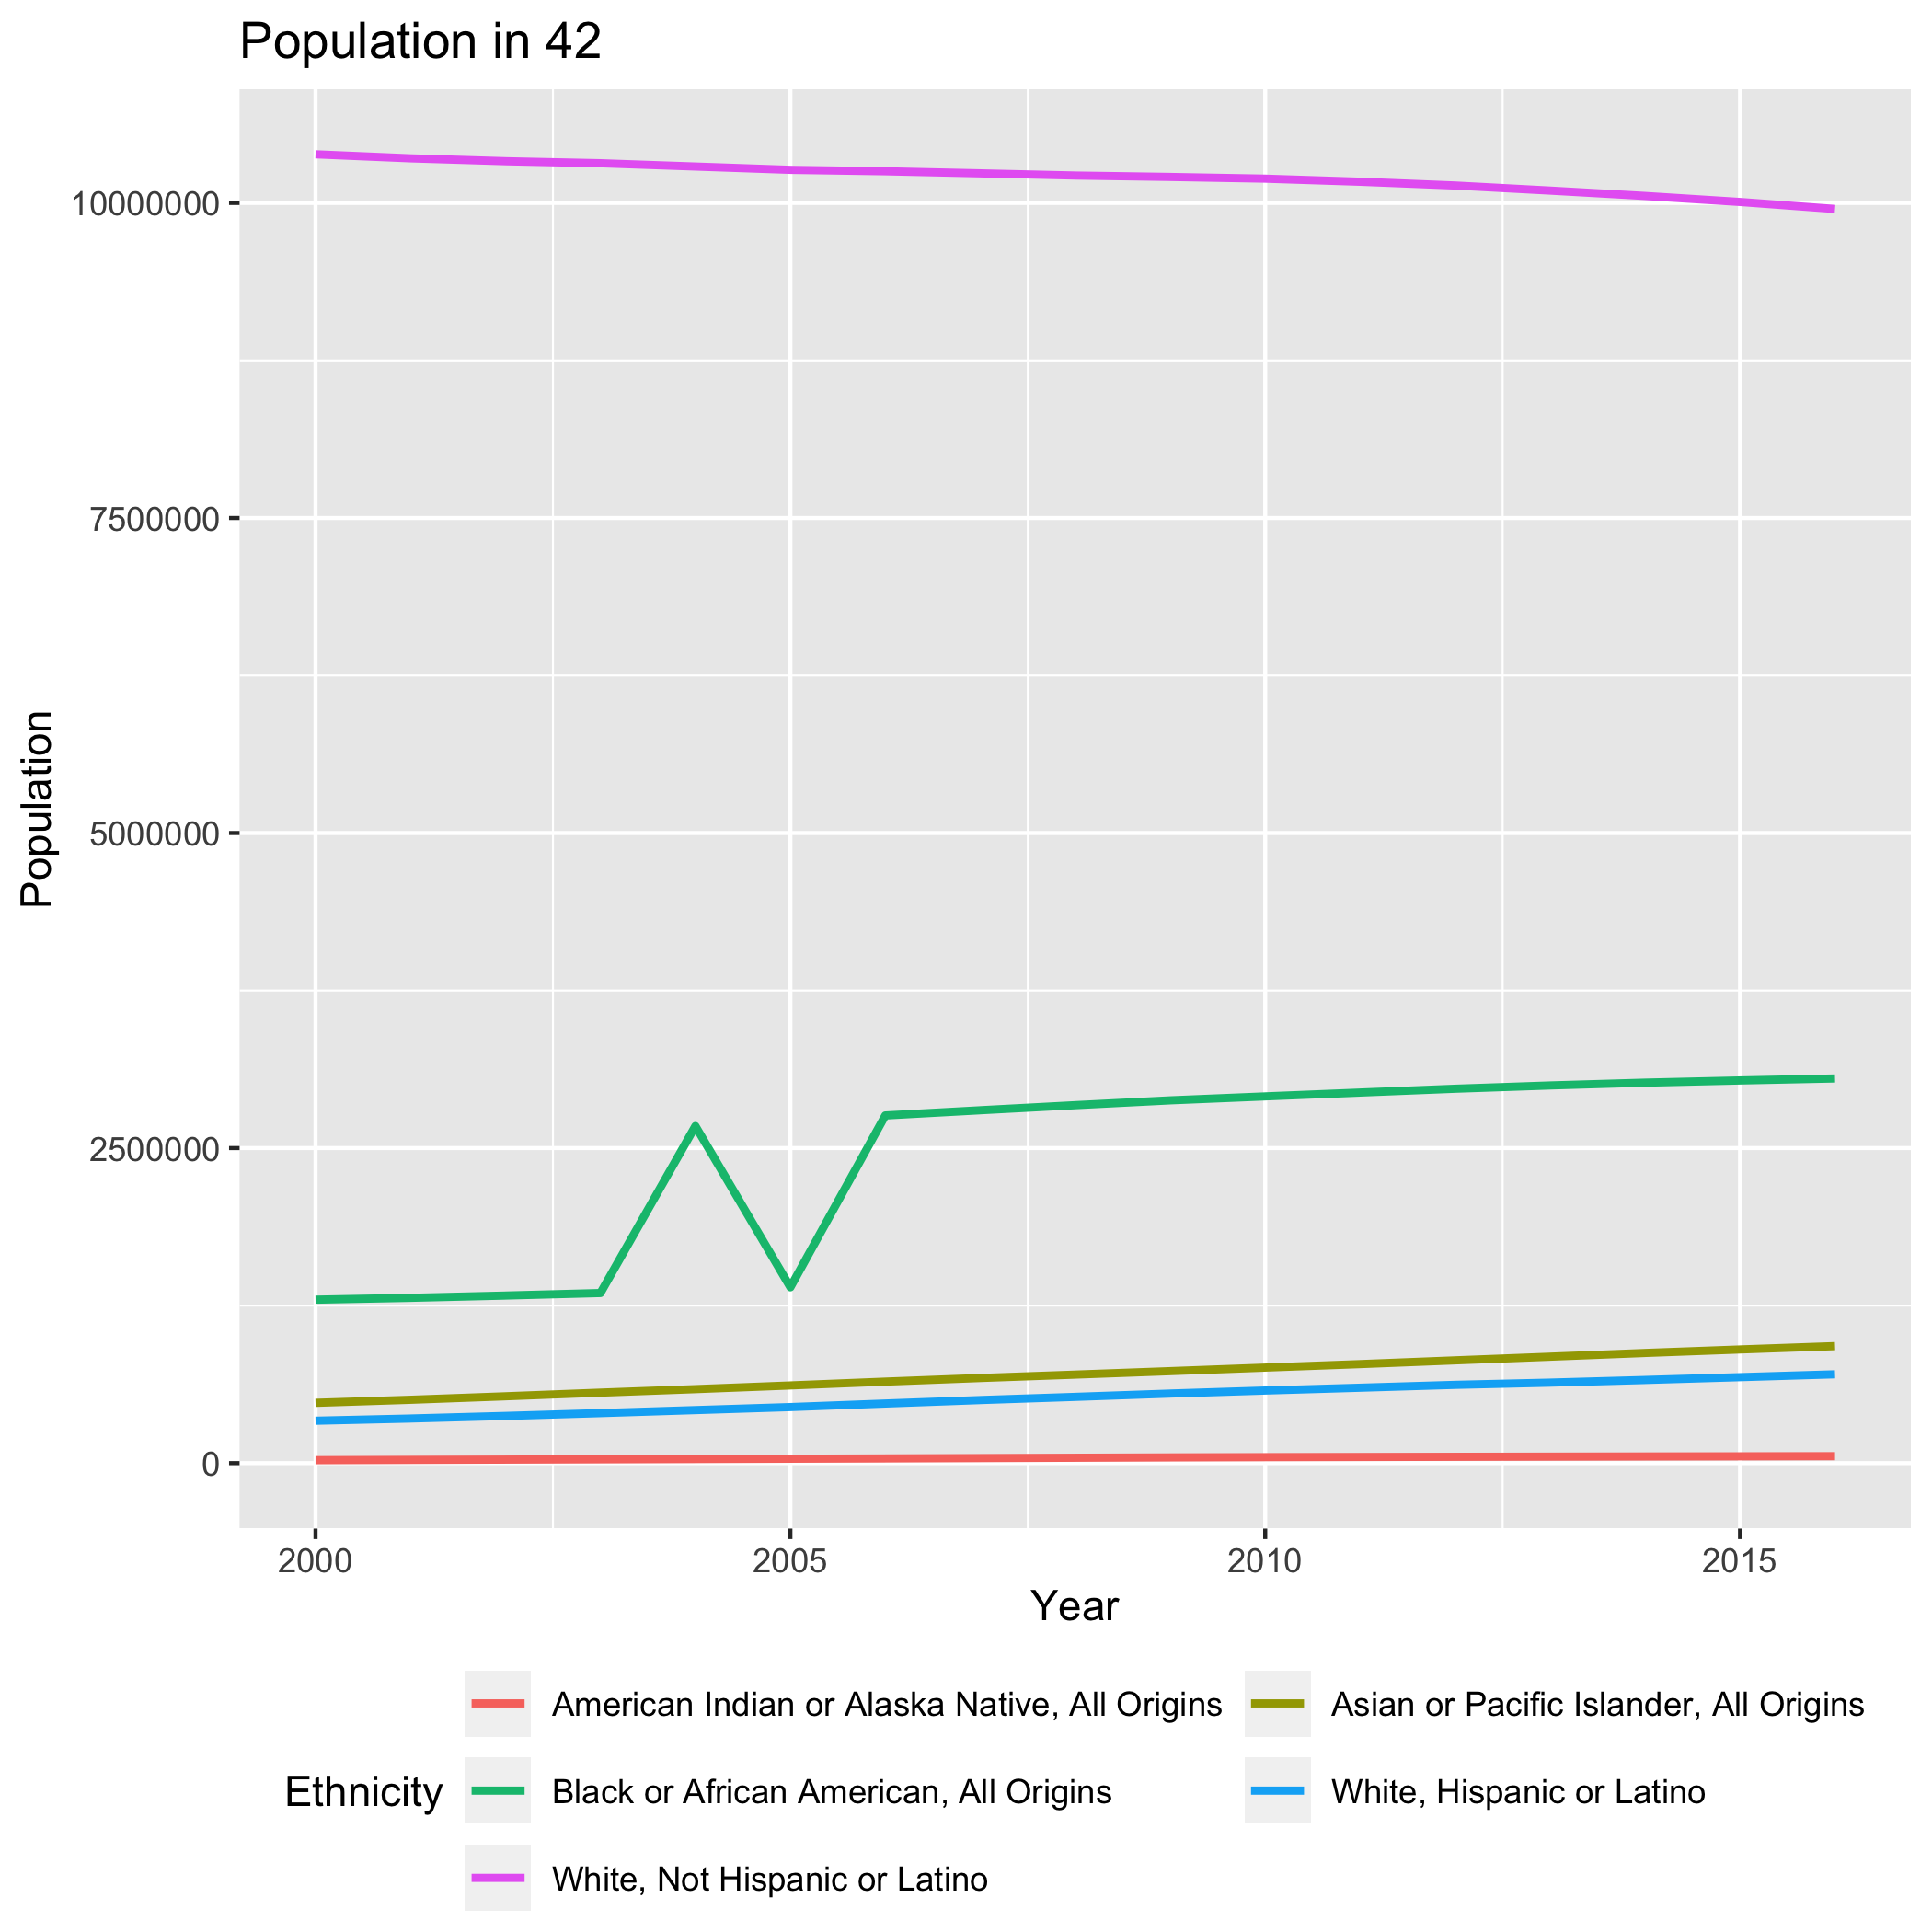 Population in 42
Population
10000000
7500000
5000000
2500000
0
2000 2005 2010 2015
Year
Ethnicity
American Indian or Alaska Native, All Origins
Asian or Pacific Islander, All Origins
Black or African American, All Origins
White, Hispanic or Latino
White, Not Hispanic or Latino